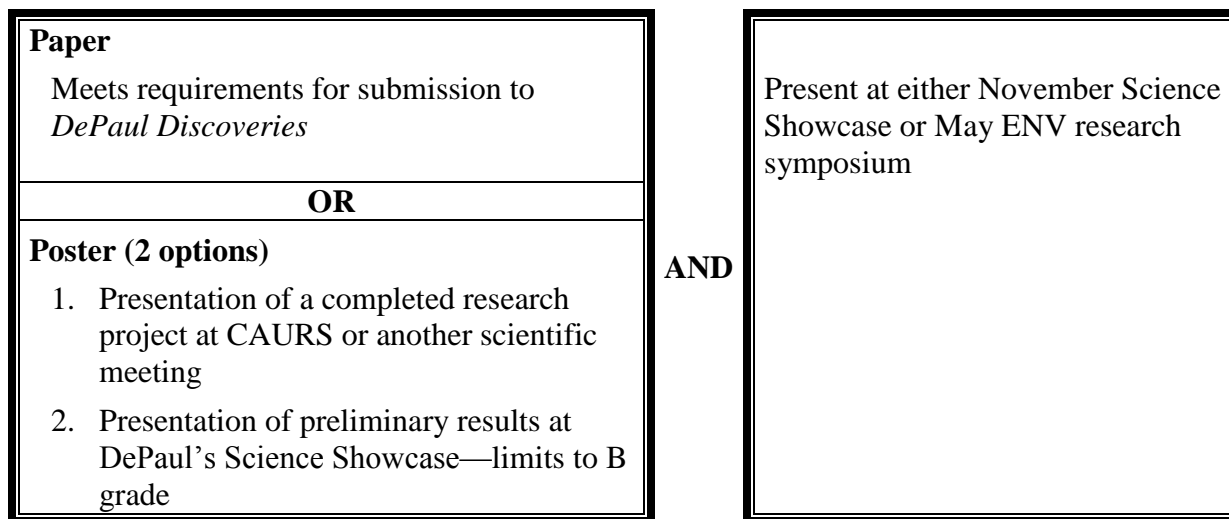 Paper
Meets requirements for submission to
DePaul Discoveries
OR
Poster (2 options)
1. Presentation of a completed research
project at CAURS or another scientific
meeting
2. Presentation of preliminary results at
DePaul’s Science Showcase—limits to B
grade
AND
Present at either November Science
Showcase or May ENV research
symposium